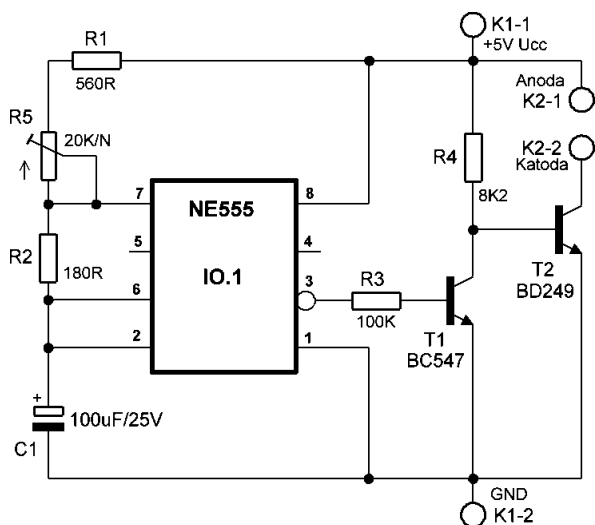 K1-1
+5V Ucc
R1
560R
Anoda
K2-1
R5
20K/N
K2-2
Katoda
R4
8K2
7
NE555
8
5
4
R2
180R
IO.1
T2
BD249
6
3
R3
100K
2
1
T1
BC547
+
100uF/25V
C1
GND
K1-2